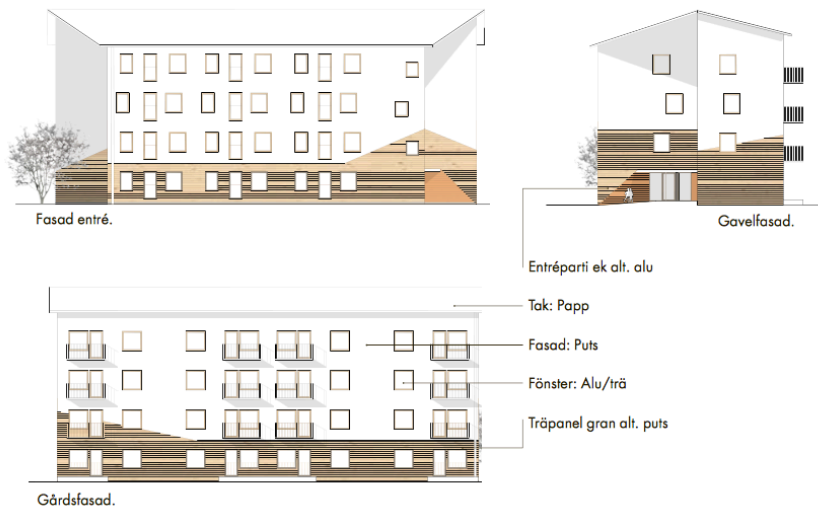 Fasad entré.
Gavelfasad.
Entréparti ek alt. alu
Tak: Papp
Fasad: Puts
Fönster: Alu/trä
Träpanel gran alt. puts
Gårdsfasad.